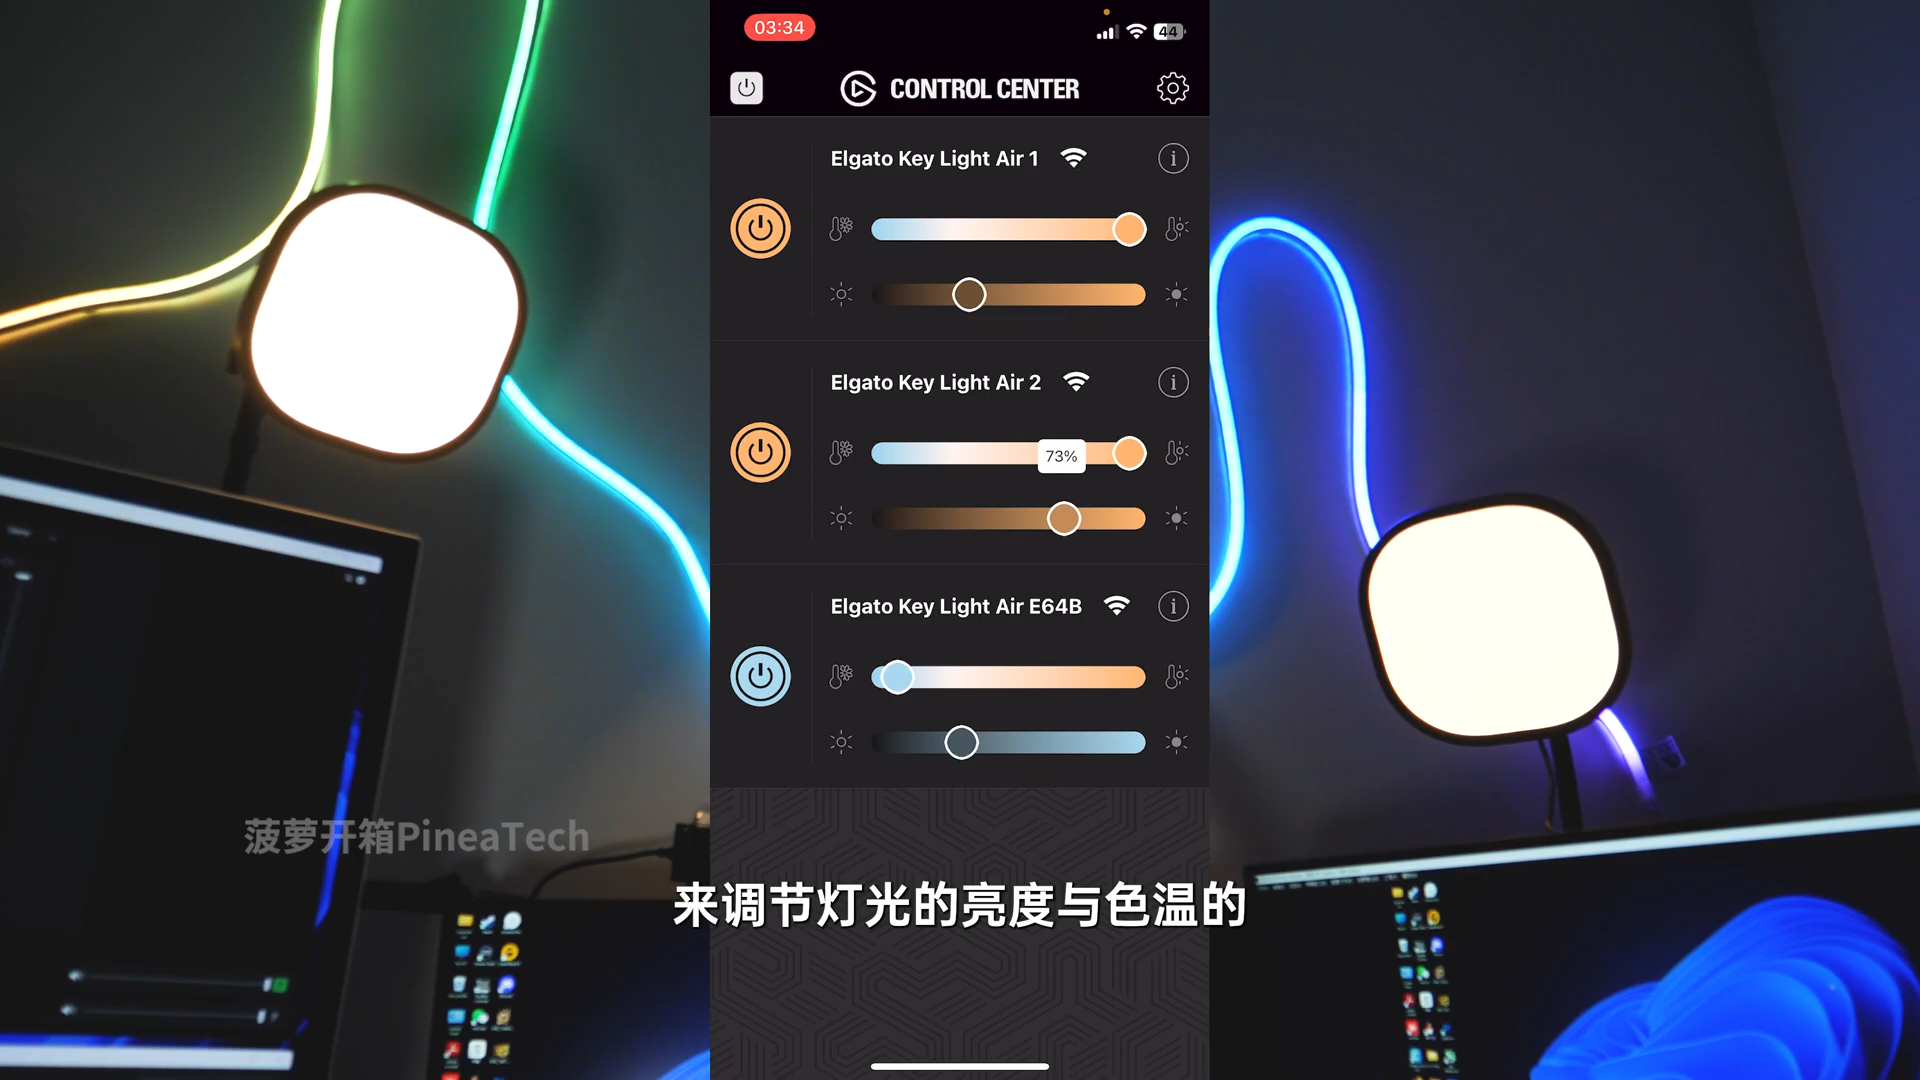 03:34
44
CONTROL CENTER
Elgato Key Light Air 1
Elgato Key Light Air 2
73%
Elgato Key Light Air E64B
菠萝开箱PineaTech
来调节灯光的亮度与色温的